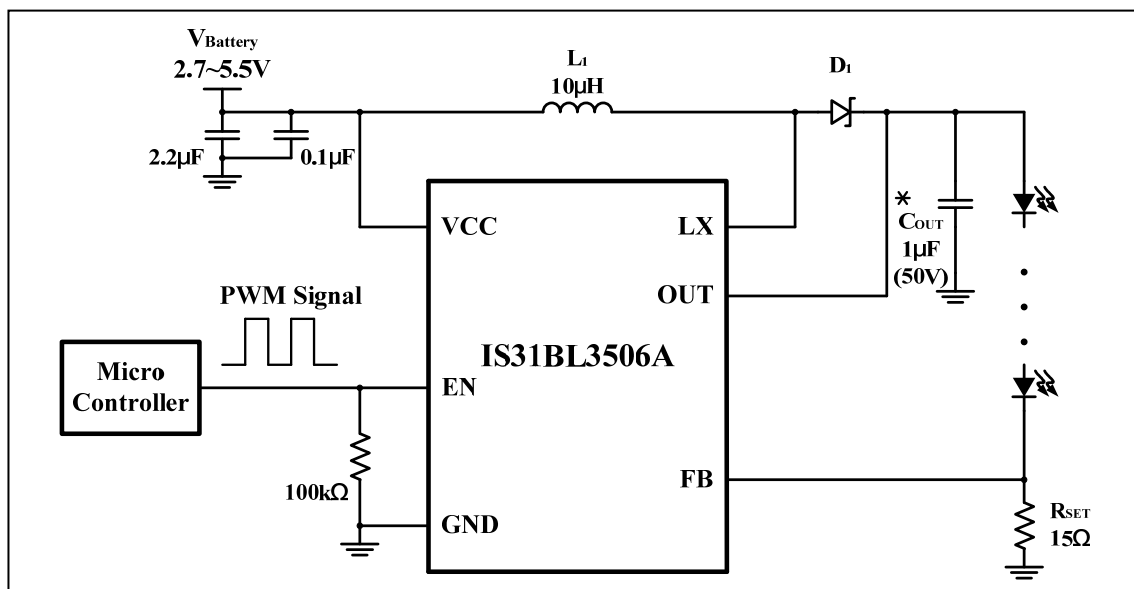 VBattery
2.7~5.5V
L1
10µH
D1
2.2µF
0.1µF
VCC
LX
*
COUT
1µF
(50V)
OUT
PWM Signal
IS31BL3506A
Micro
Controller
EN
100kΩ
FB
GND
RSET
15Ω